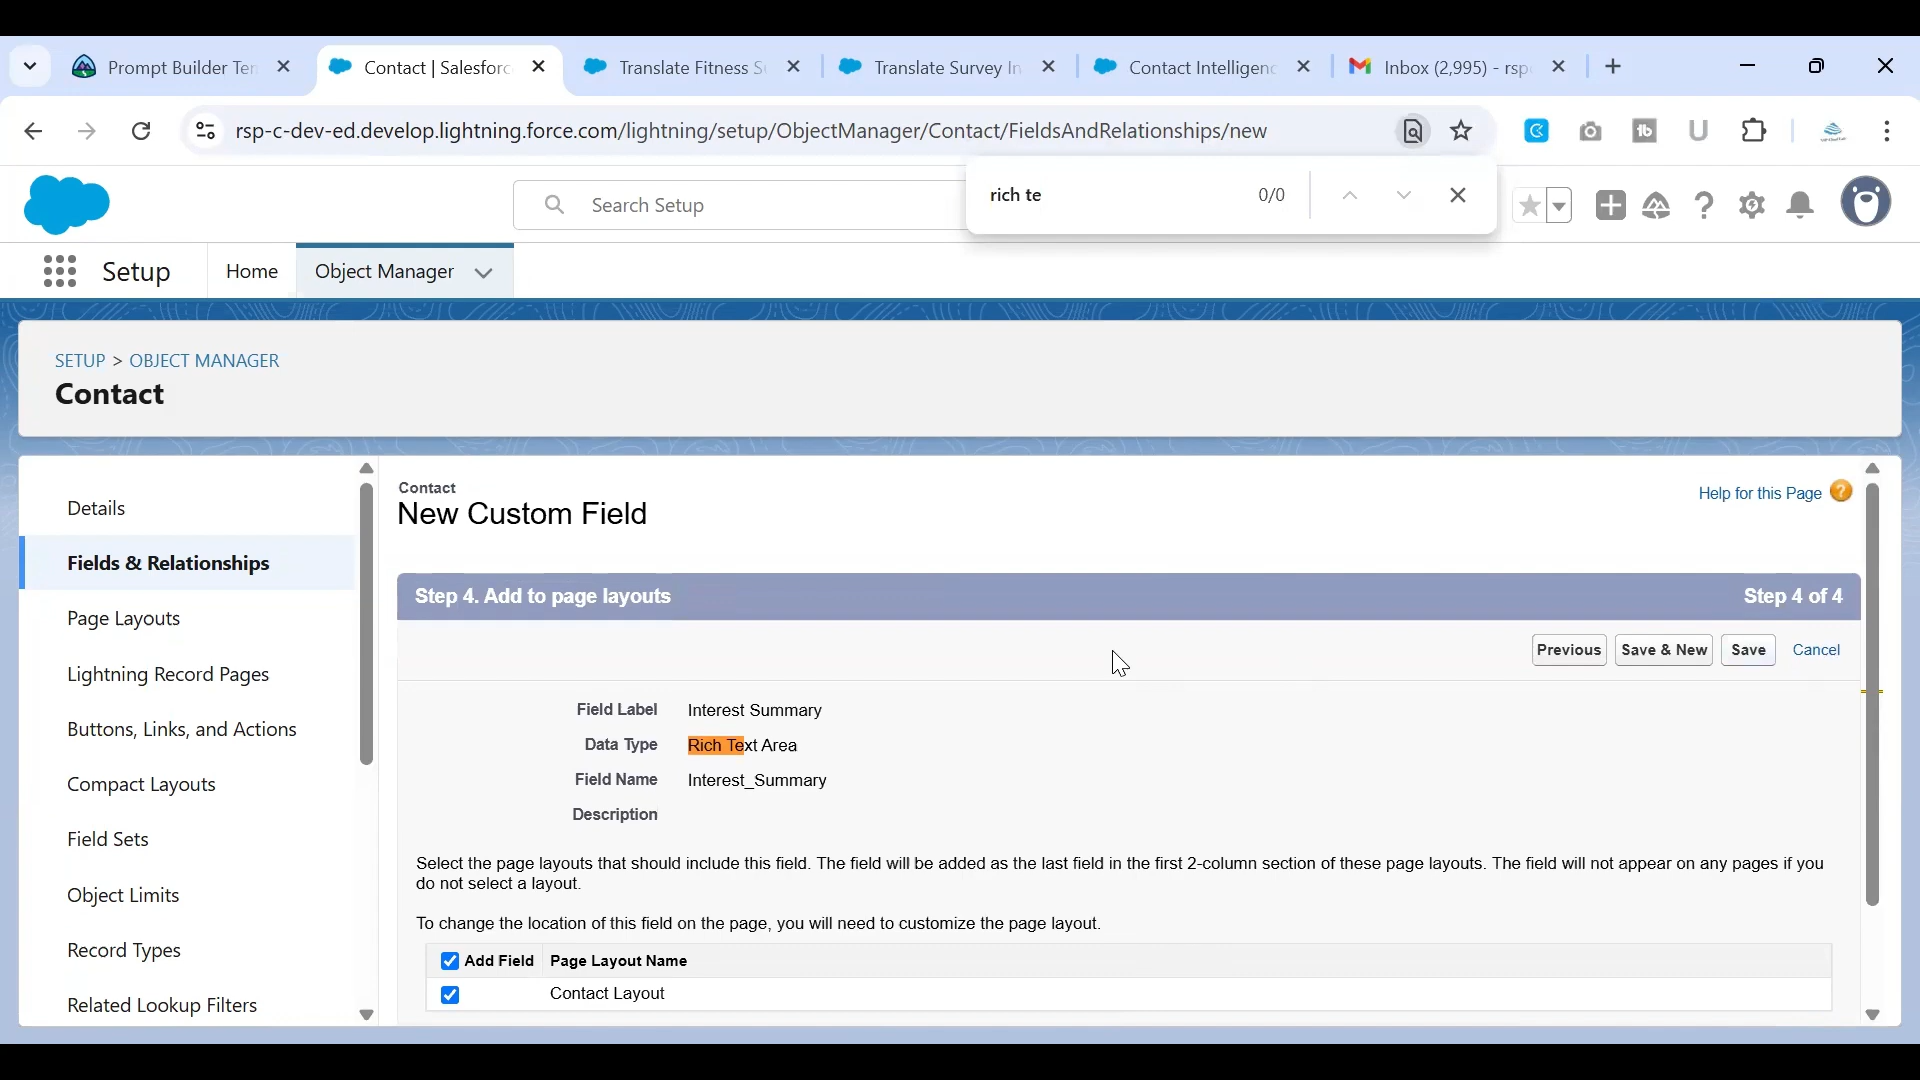 Prompt Builder Ter
Contact | Salesforc
Translate Fitness S
Translate Survey In
Contact Intelligenc
Inbox (2,995) - rsp
rsp-c-dev-ed.develop.lightning.force.com/lightning/setup/ObjectManager/Contact/FieldsAndRelationships/new
rich te
0/0
Search Setup
Setup
Home
Object Manager
SETUP > OBJECT MANAGER
Contact
Details
Fields & Relationships
Page Layouts
Lightning Record Pages
Buttons, Links, and Actions
Compact Layouts
Field Sets
Object Limits
Record Types
Related Lookup Filters
Contact
New Custom Field
Help for this Page
Step 4. Add to page layouts
Step 4 of 4
Previous
Save & New
Save
Cancel
Field Label Interest Summary
Data Type Rich Text Area
Field Name Interest_Summary
Description
Select the page layouts that should include this field. The field will be added as the last field in the first 2-column section of these page layouts. The field will not appear on any pages if you
do not select a layout.
To change the location of this field on the page, you will need to customize the page layout.
Add Field Page Layout Name
Contact Layout